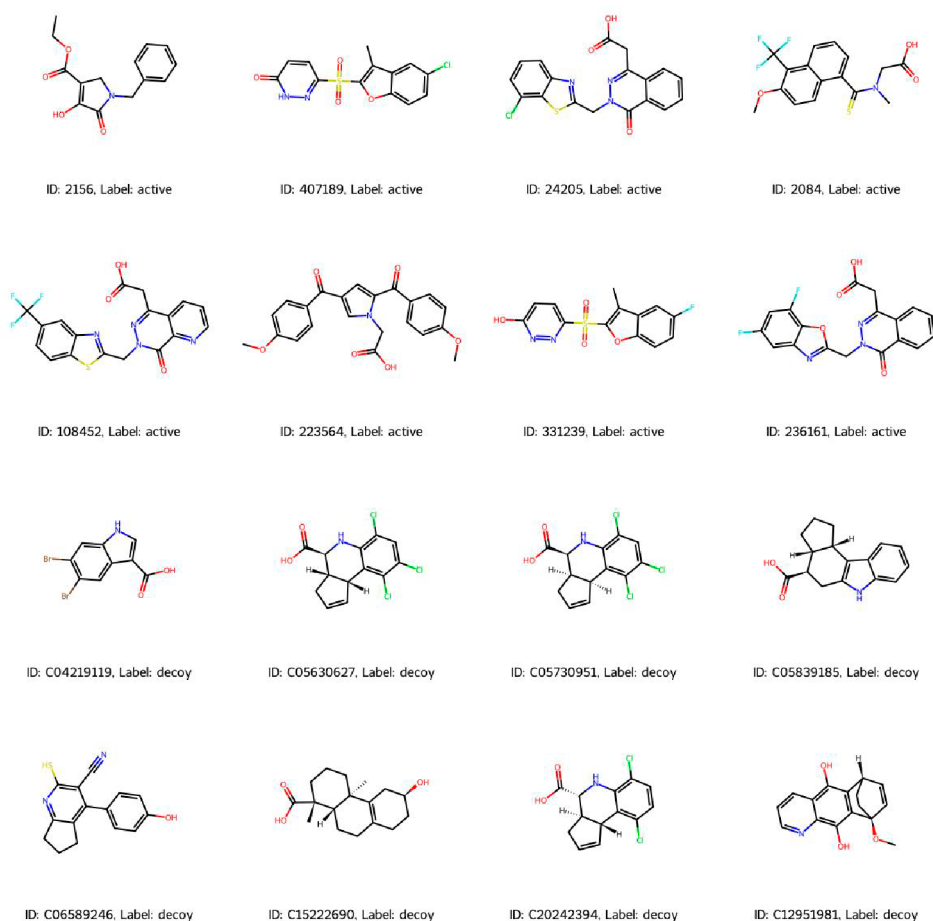 ID: 2156, Label: active
ID: 407189, Label: active
ID: 24205, Label: active
ID: 2084, Label: active
ID: 108452, Label: active
ID: 223564, Label: active
ID: 331239, Label: active
ID: 236161, Label: active
ID: C04219119, Label: decoy
ID: C05630627, Label: decoy
ID: C05730951, Label: decoy
ID: C05839185, Label: decoy
ID: C06589246, Label: decoy
ID: C15222690, Label: decoy
ID: C20242394, Label: decoy
ID: C12951981, Label: decoy